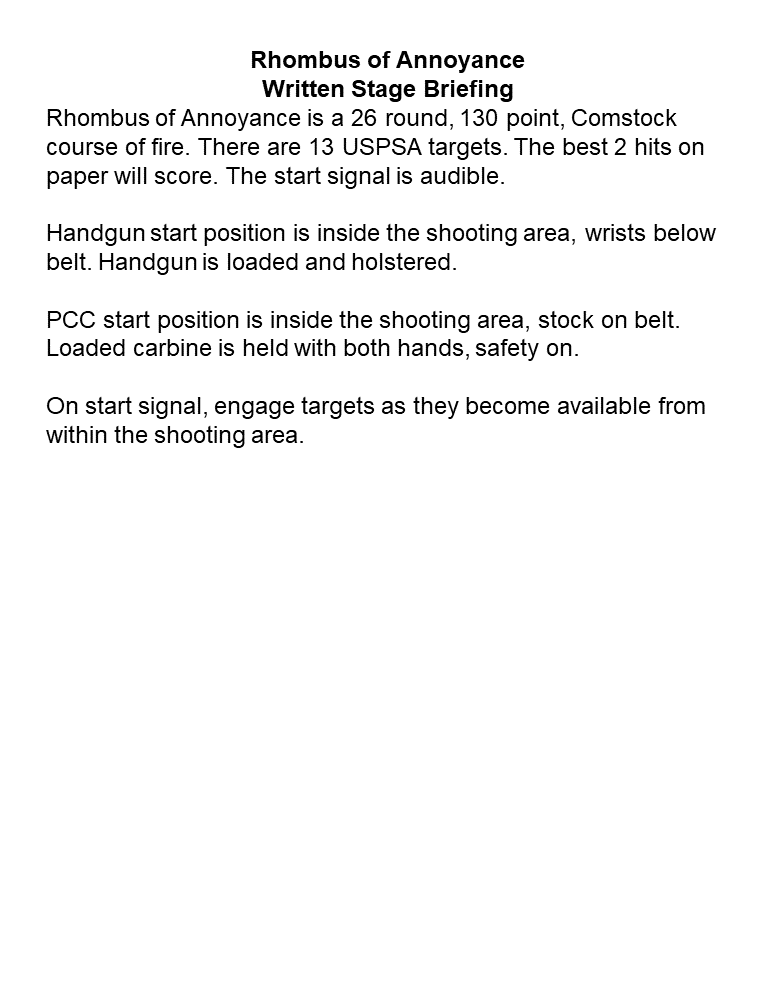 Rhombus of Annoyance
Written Stage Briefing
Rhombus of Annoyance is a 26 round, 130 point, Comstock
course of fire. There are 13 USPSA targets. The best 2 hits on
paper will score. The start signal is audible.
Handgun start position is inside the shooting area, wrists below
belt. Handgun is loaded and holstered.
PCC start position is inside the shooting area, stock on belt.
Loaded carbine is held with both hands, safety on.
On start signal, engage targets as they become available from
within the shooting area.